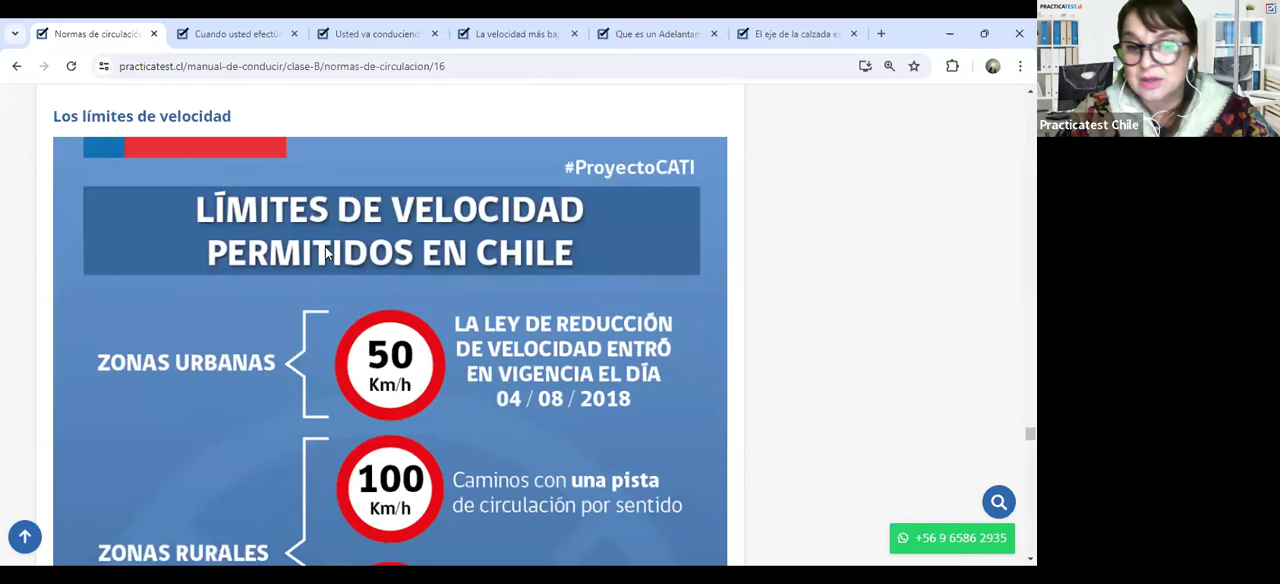 Normas de circulació
Cuando usted efectú
Usted va conduciend
La velocidad más ba
Que es un Adelantan
El eje de la calzada es
practicatest.cl/manual-de-conducir/clase-B/normas-de-circulacion/16
PRACTICATEST.cl
Practicatest Chile
Los límites de velocidad
#ProyectoCATI
LÍMITES DE VELOCIDAD
PERMITIDOS EN CHILE
ZONAS URBANAS
50
Km/h
LA LEY DE REDUCCIÓN
DE VELOCIDAD ENTRÓ
EN VIGENCIA EL DÍA
04 / 08 / 2018
100
Km/h
Caminos con una pista
de circulación por sentido
ZONAS RURALES
+56 9 6586 2935